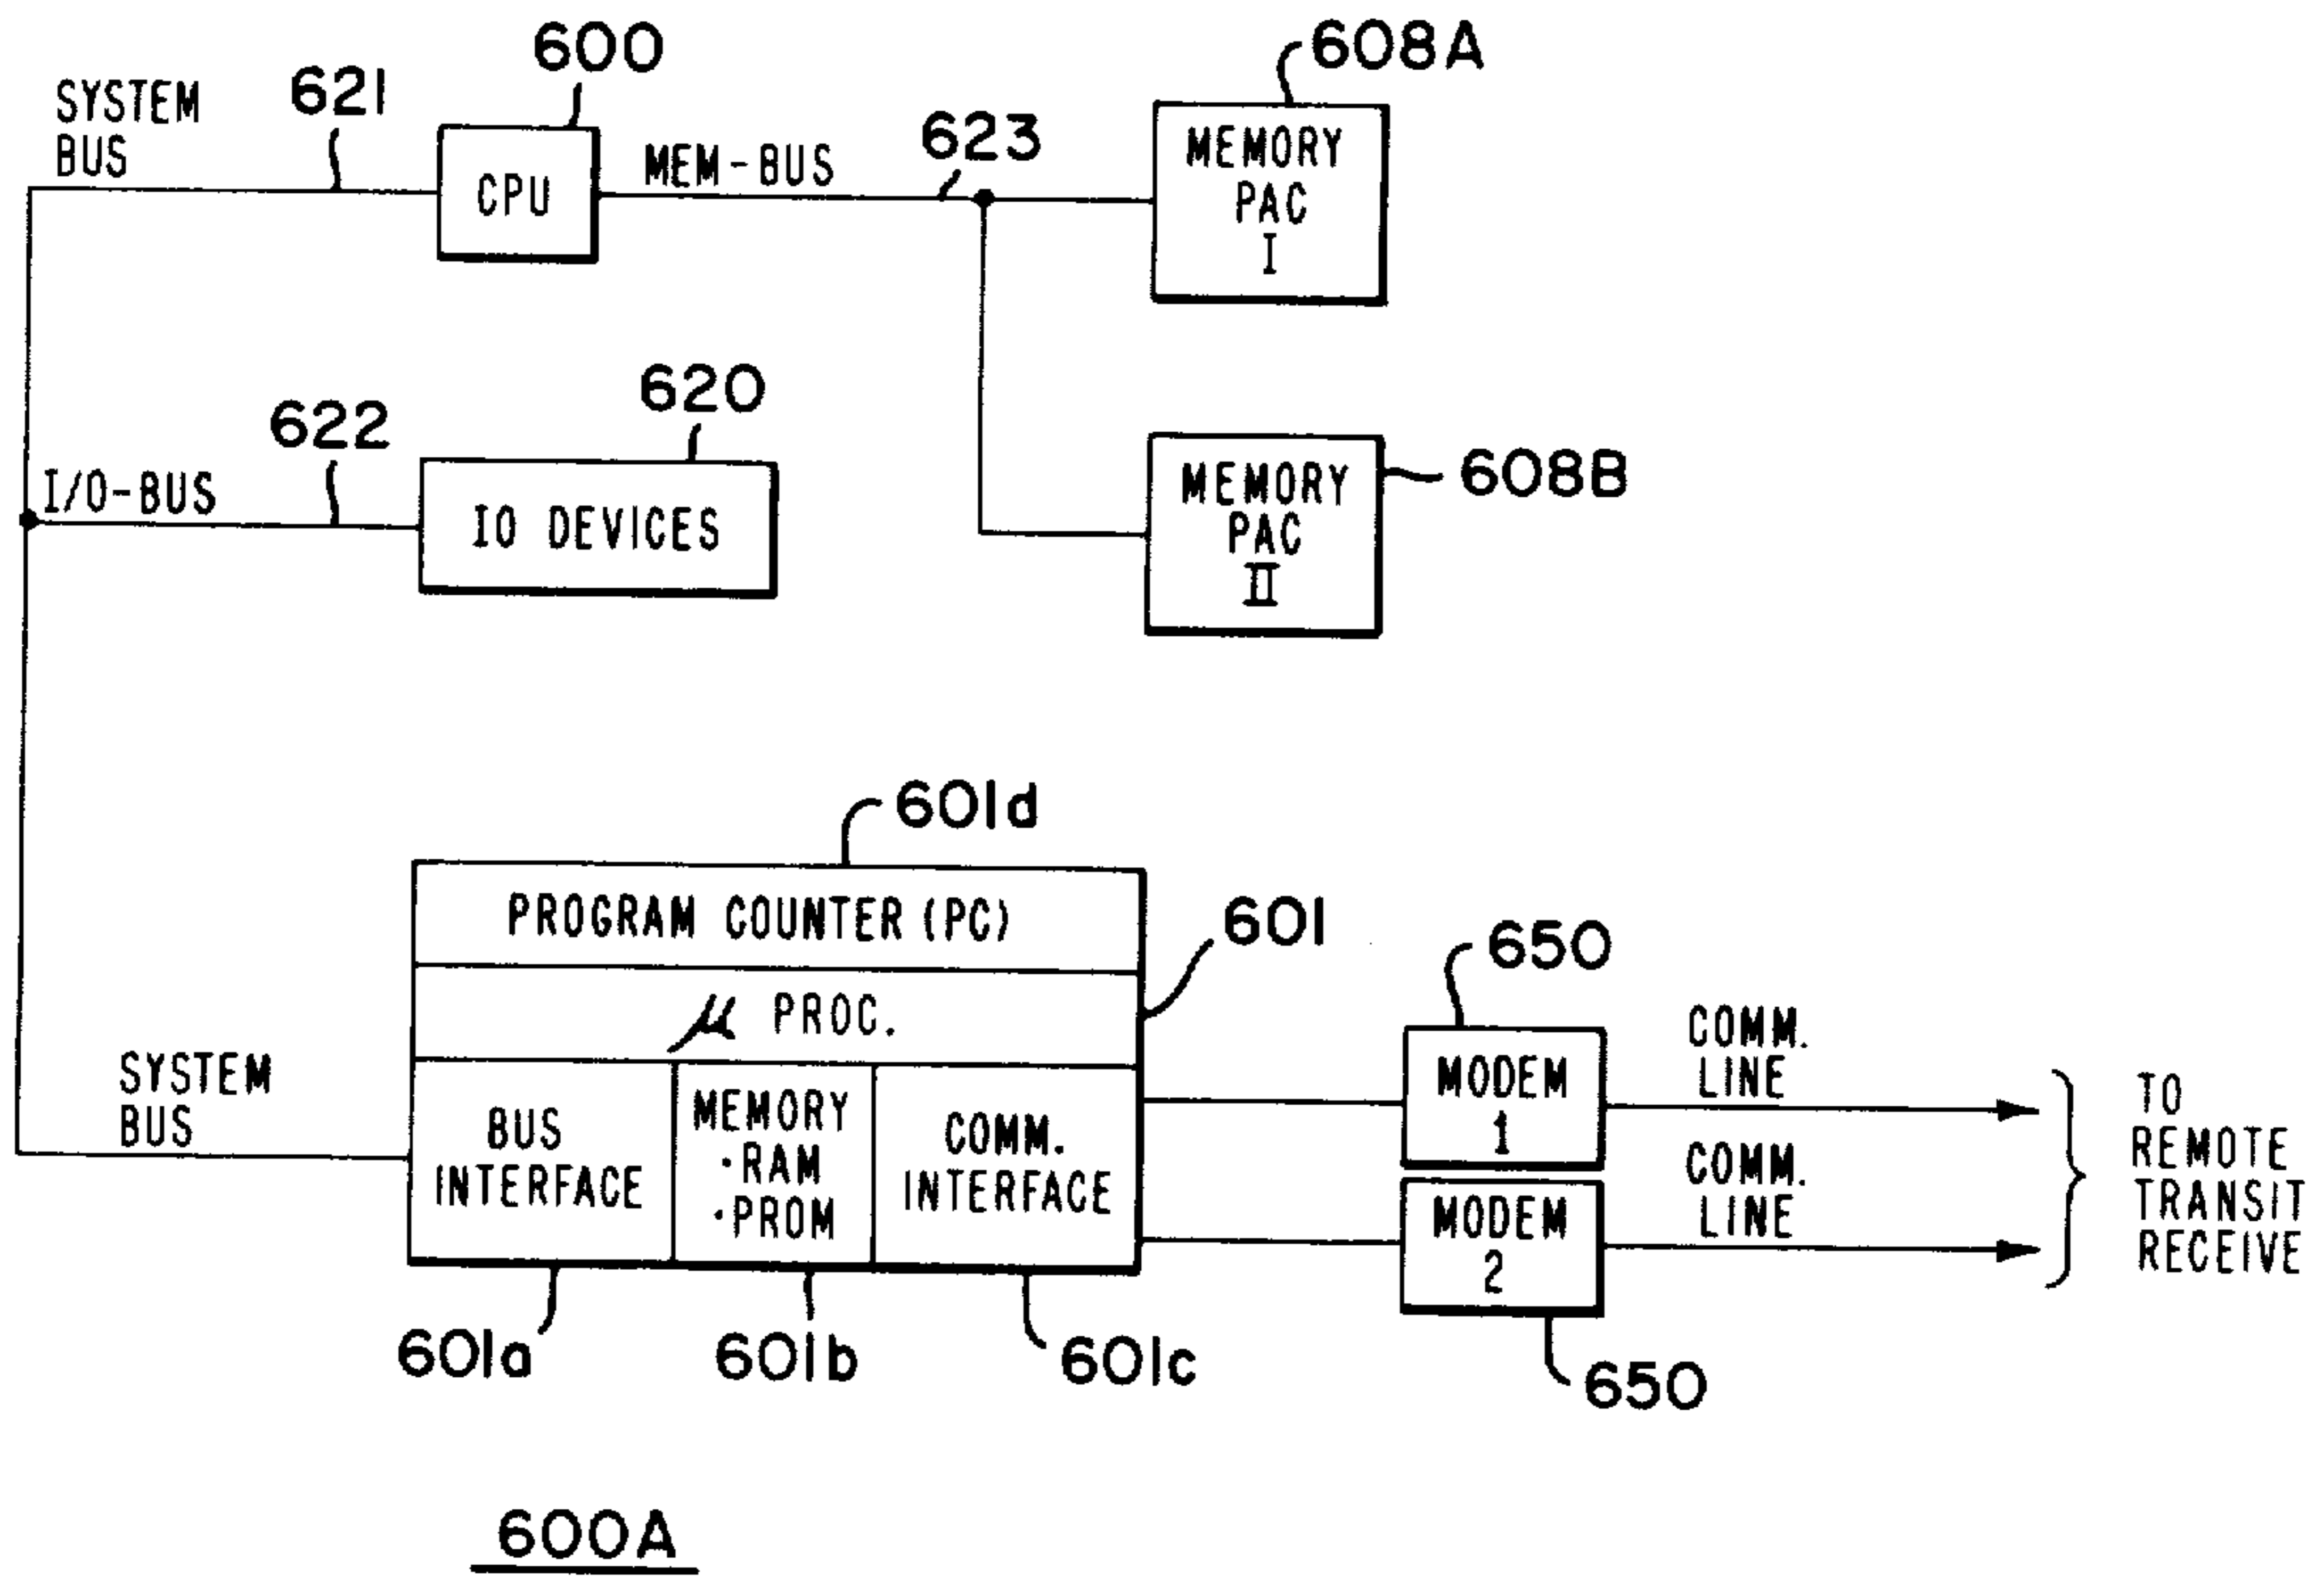 600
608A
SYSTEM
BUS
621
623
CPU
MEM-BUS
MEMORY
PAC
I
620
622
I/O-BUS
IO DEVICES
MEMORY
PAC
II
608B
601d
PROGRAM COUNTER (PC)
601
μ PROC.
650
SYSTEM
BUS
BUS
INTERFACE
MEMORY
·RAM
·PROM
COMM.
INTERFACE
MODEM
1
COMM.
LINE
MODEM
2
COMM.
LINE
TO
REMOTE
TRANSIT
RECEIVE
601a
601b
601c
650
600A